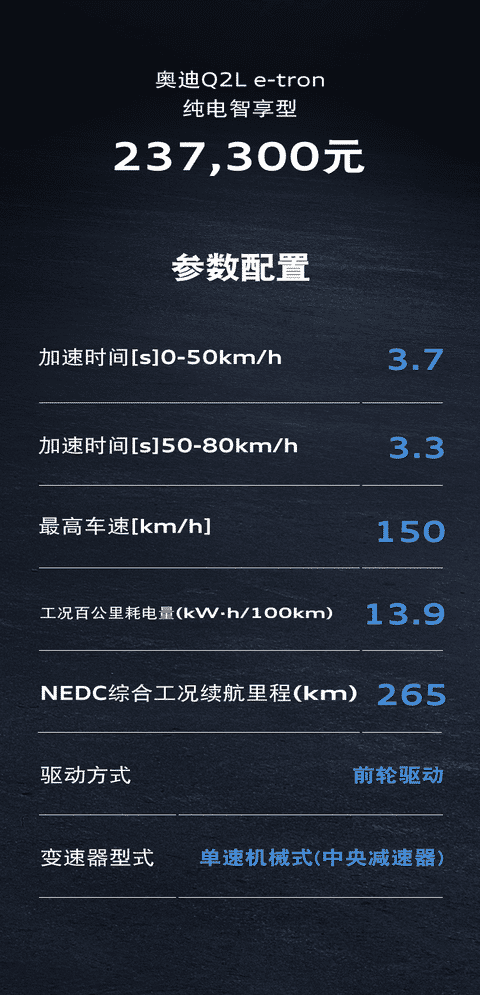 奥迪Q2L e-tron
纯电智享型
237,300元
参数配置
加速时间[s]0-50km/h 3.7
加速时间[s]50-80km/h 3.3
最高车速[km/h] 150
工况百公里耗电量(kW·h/100km) 13.9
NEDC综合工况续航里程(km) 265
驱动方式 前轮驱动
变速器型式 单速机械式(中央减速器)